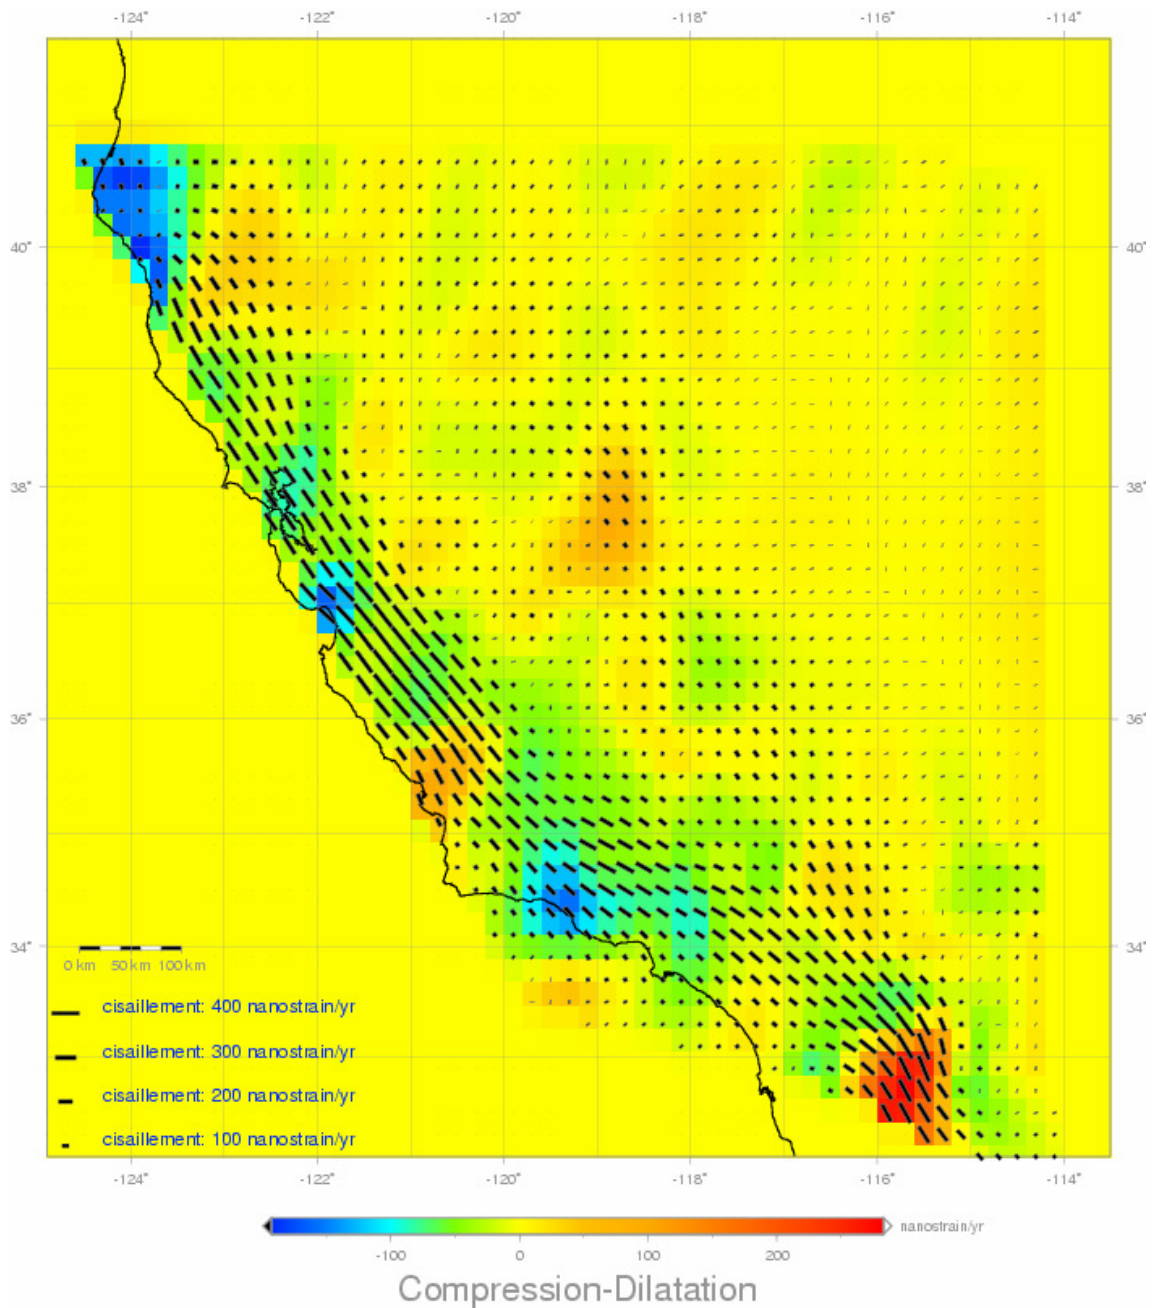 -124° -122° -120° -118° -116° -114°
40° 40°
38° 38°
36° 36°
34° 34°
0 km 50 km 100 km
cisaillement: 400 nanostrain/yr
cisaillement: 300 nanostrain/yr
cisaillement: 200 nanostrain/yr
cisaillement: 100 nanostrain/yr
-124° -122° -120° -118° -116° -114°
nanostrain/yr
-100 0 100 200
Compression-Dilatation